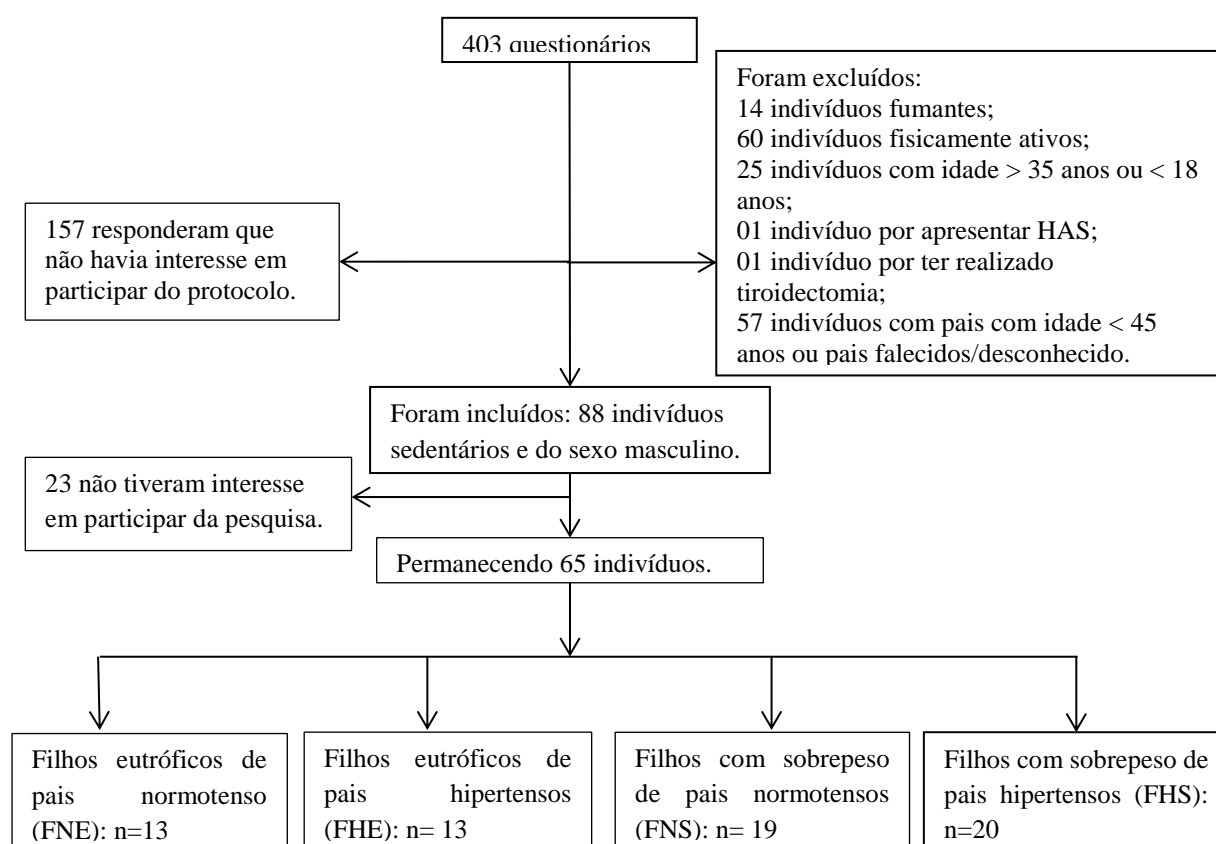 403 questionários
Foram excluídos:
14 indivíduos fumantes;
60 indivíduos fisicamente ativos;
25 indivíduos com idade > 35 anos ou < 18
anos;
01 indivíduo por apresentar HAS;
01 indivíduo por ter realizado
tiroidectomia;
57 indivíduos com pais com idade < 45
anos ou pais falecidos/desconhecido.
157 responderam que
não havia interesse em
participar do protocolo.
Foram incluídos: 88 indivíduos
sedentários e do sexo masculino.
23 não tiveram interesse
em participar da pesquisa.
Permanecendo 65 indivíduos.
Filhos eutróficos de
pais normotenso
(FNE): n=13
Filhos eutróficos de
pais hipertensos
(FHE): n= 13
Filhos com sobrepeso
de pais normotensos
(FNS): n= 19
Filhos com sobrepeso de
pais hipertensos (FHS):
n=20